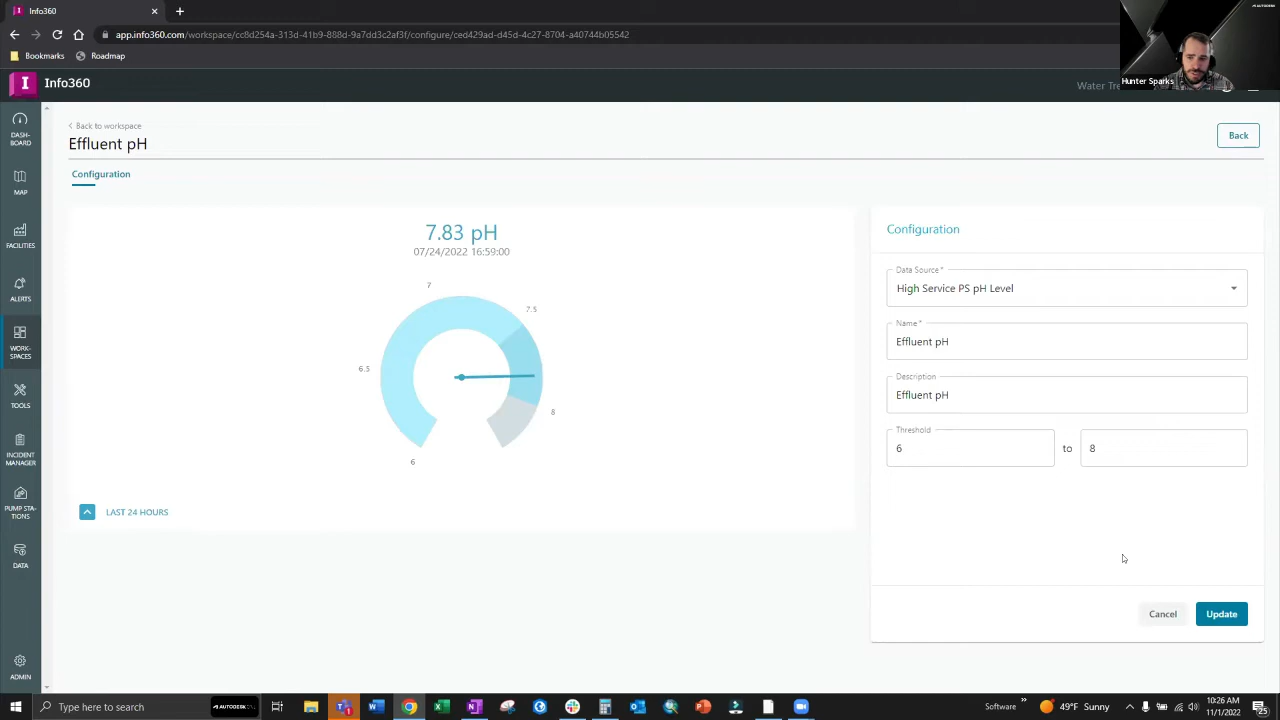 Info360
app.info360.com/workspace/cc8d254a-313d-41b9-888d-9a7dd3c2af3f/configure/ced429ad-d45d-4c27-8704-a40744b05542
Bookmarks
Roadmap
AUTODESK
Hunter Sparks
I
Info360
Water Tre
DASH-
BOARD
MAP
FACILITIES
ALERTS
WORK-
SPACES
TOOLS
INCIDENT
MANAGER
PUMP STA-
TIONS
DATA
ADMIN
< Back to workspace
Effluent pH
Back
Configuration
7.83 pH
07/24/2022 16:59:00
7
7.5
6.5
8
6
LAST 24 HOURS
Configuration
Data Source*
High Service PS pH Level
Name*
Effluent pH
Description
Effluent pH
Threshold
6
to
8
Cancel
Update
Type here to search
AUTODESK
Software
49°F Sunny
10:26 AM
11/1/2022
25